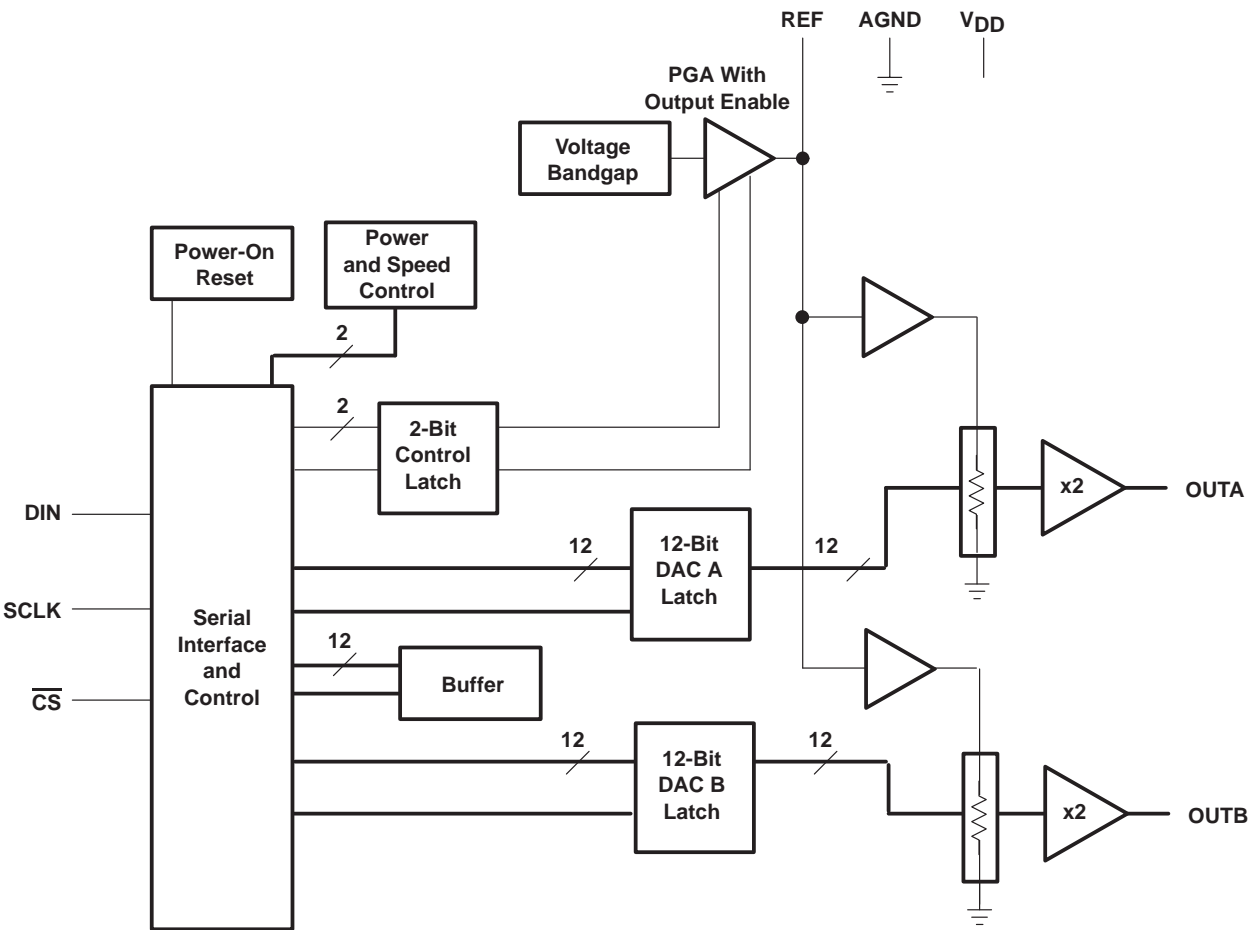 REF AGND VDD
PGA With
Output Enable
Voltage
Bandgap
Power-On
Reset
Power
and Speed
Control
2
2
2-Bit
Control
Latch
x2
OUTA
DIN
12
12-Bit
DAC A
Latch
12
SCLK
Serial
Interface
and
Control
12
Buffer
CS
12
12-Bit
DAC B
Latch
12
x2
OUTB